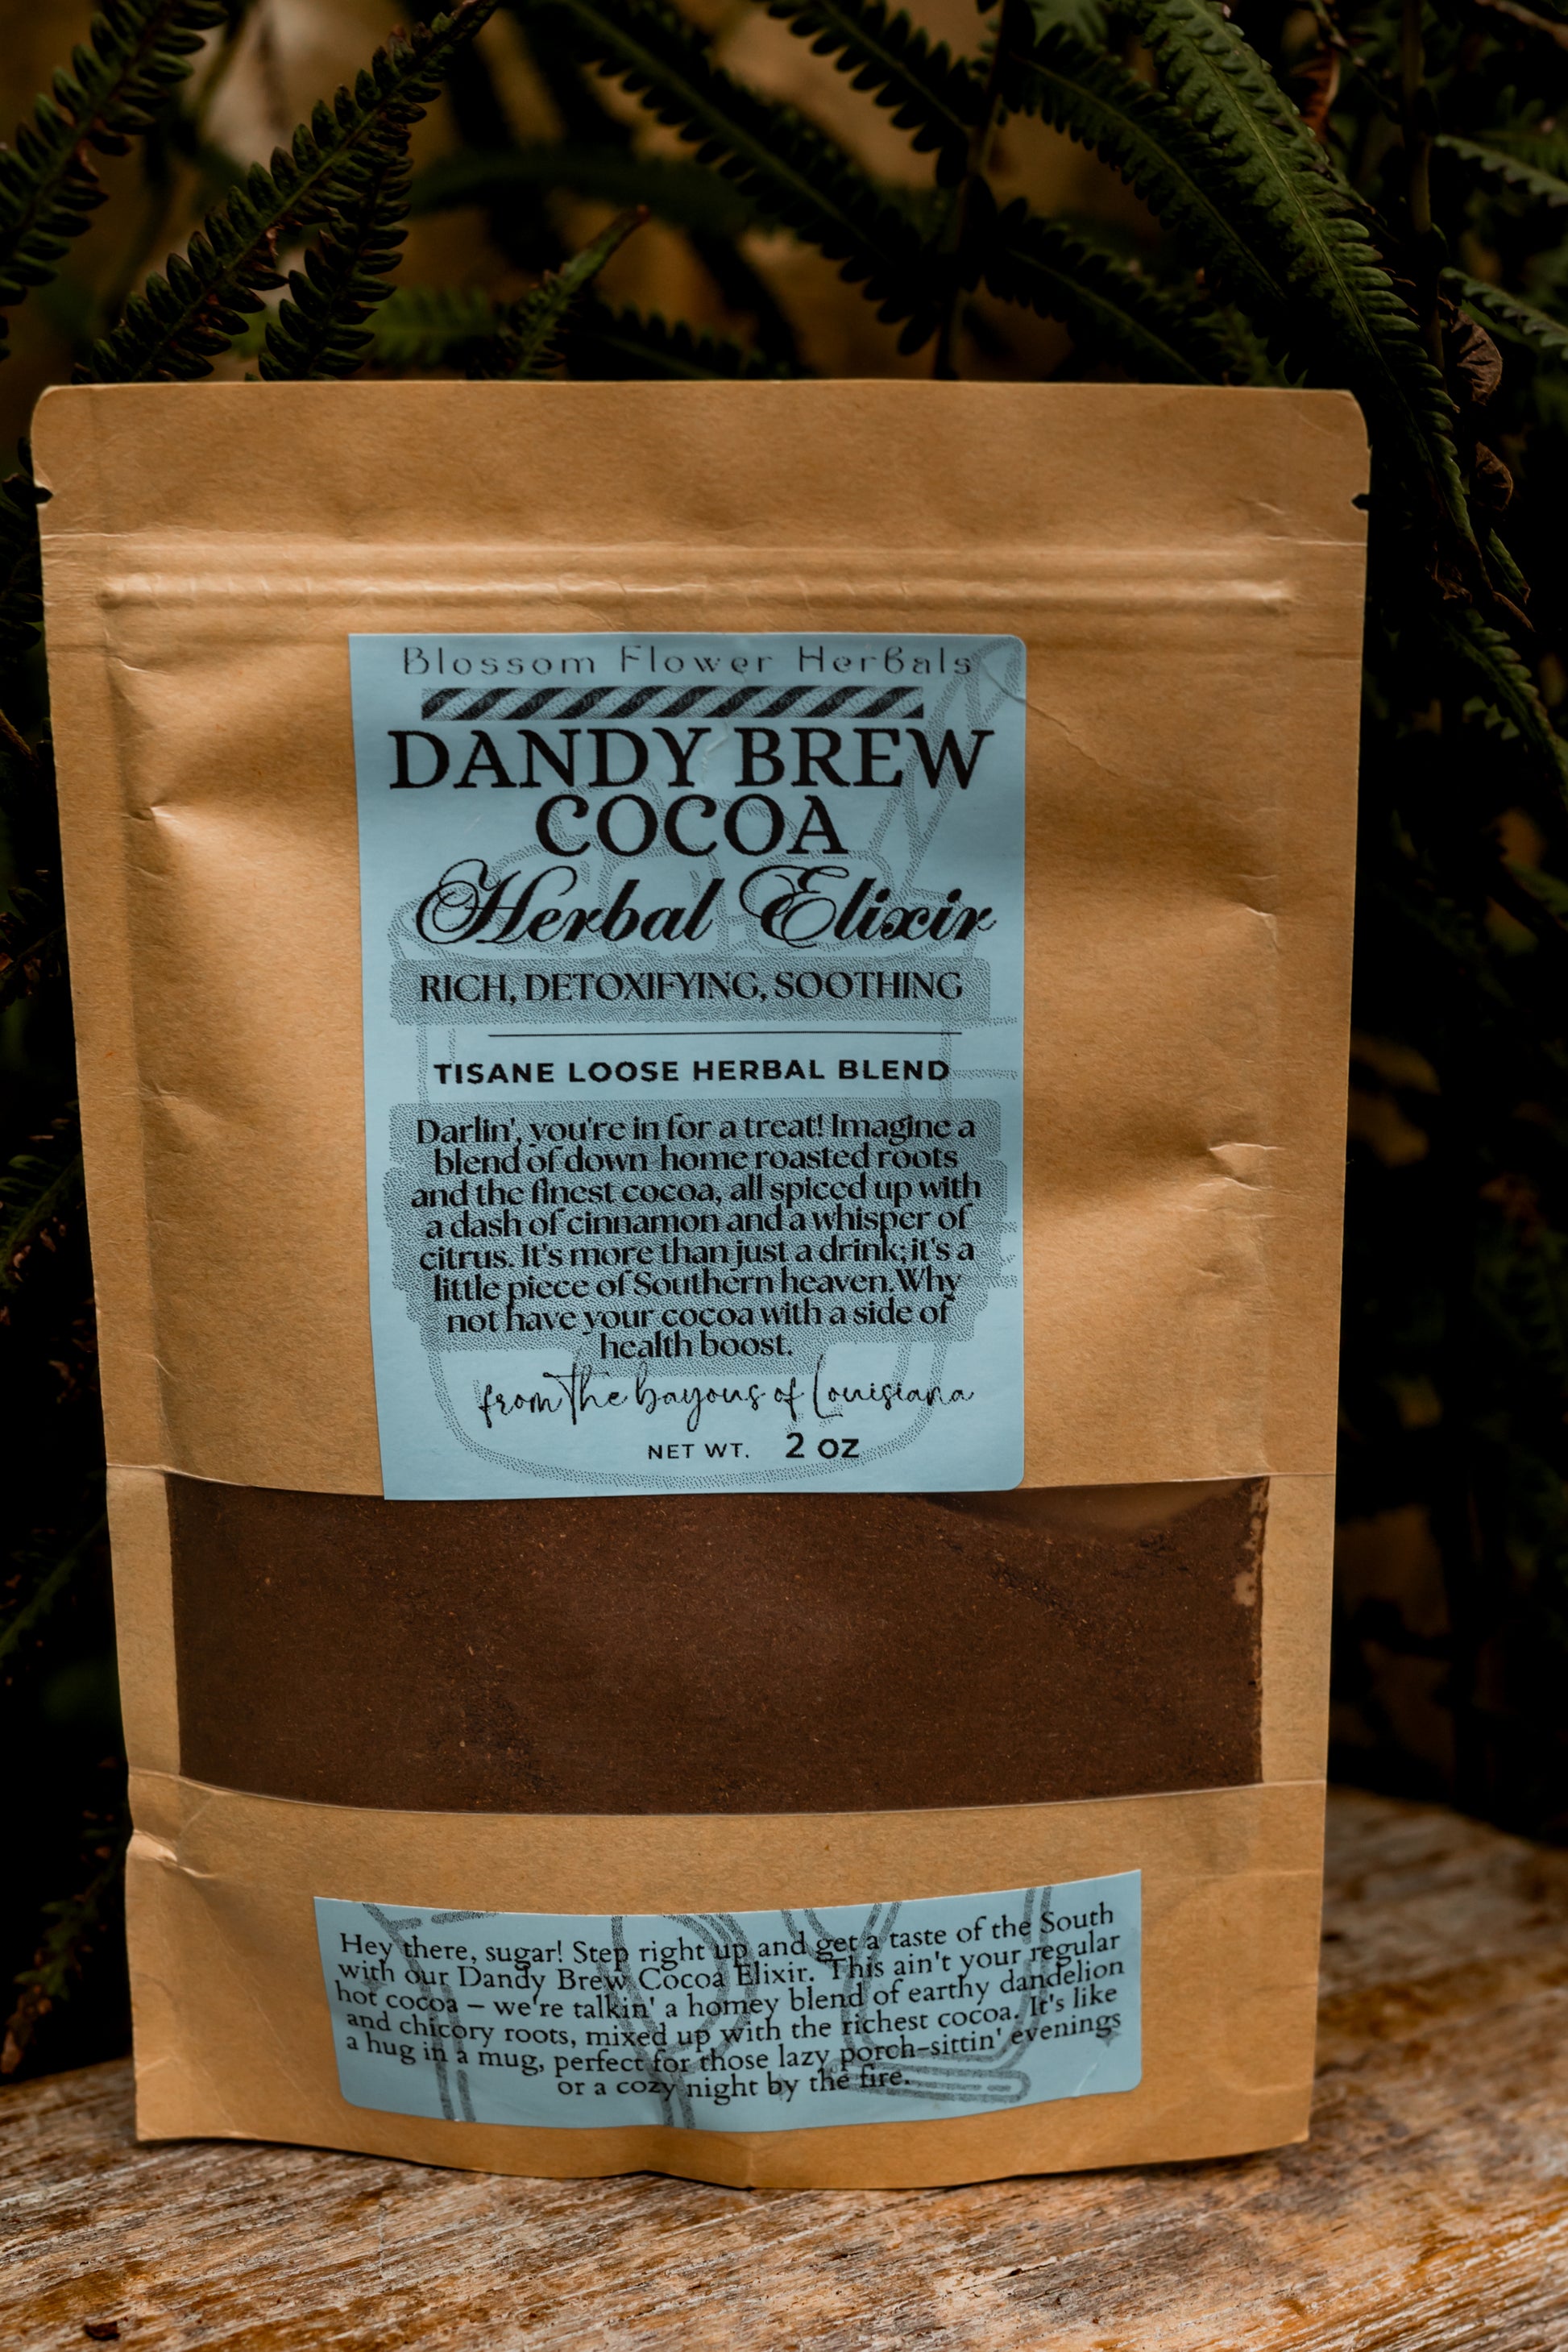 Blossom Flower Herbals
DANDY BREW
COCOA
Herbal Elixir
RICH, DETOXIFYING, SOOTHING
TISANE LOOSE HERBAL BLEND
Darlin', you're in for a treat! Imagine a
blend of down-home roasted roots
and the finest cocoa, all spiced up with
a dash of cinnamon and a whisper of
citrus. It's more than just a drink; it's a
little piece of Southern heaven. Why
not have your cocoa with a side of
health boost.
from the bayous of Louisiana
NET WT. 2 OZ
Hey there, sugar! Step right up and get a taste of the South
with our Dandy Brew Cocoa Elixir. This ain't your regular
hot cocoa – we're talkin' a homey blend of earthy dandelion
and chicory roots, mixed up with the richest cocoa. It's like
a hug in a mug, perfect for those lazy porch-sittin' evenings
or a cozy night by the fire.